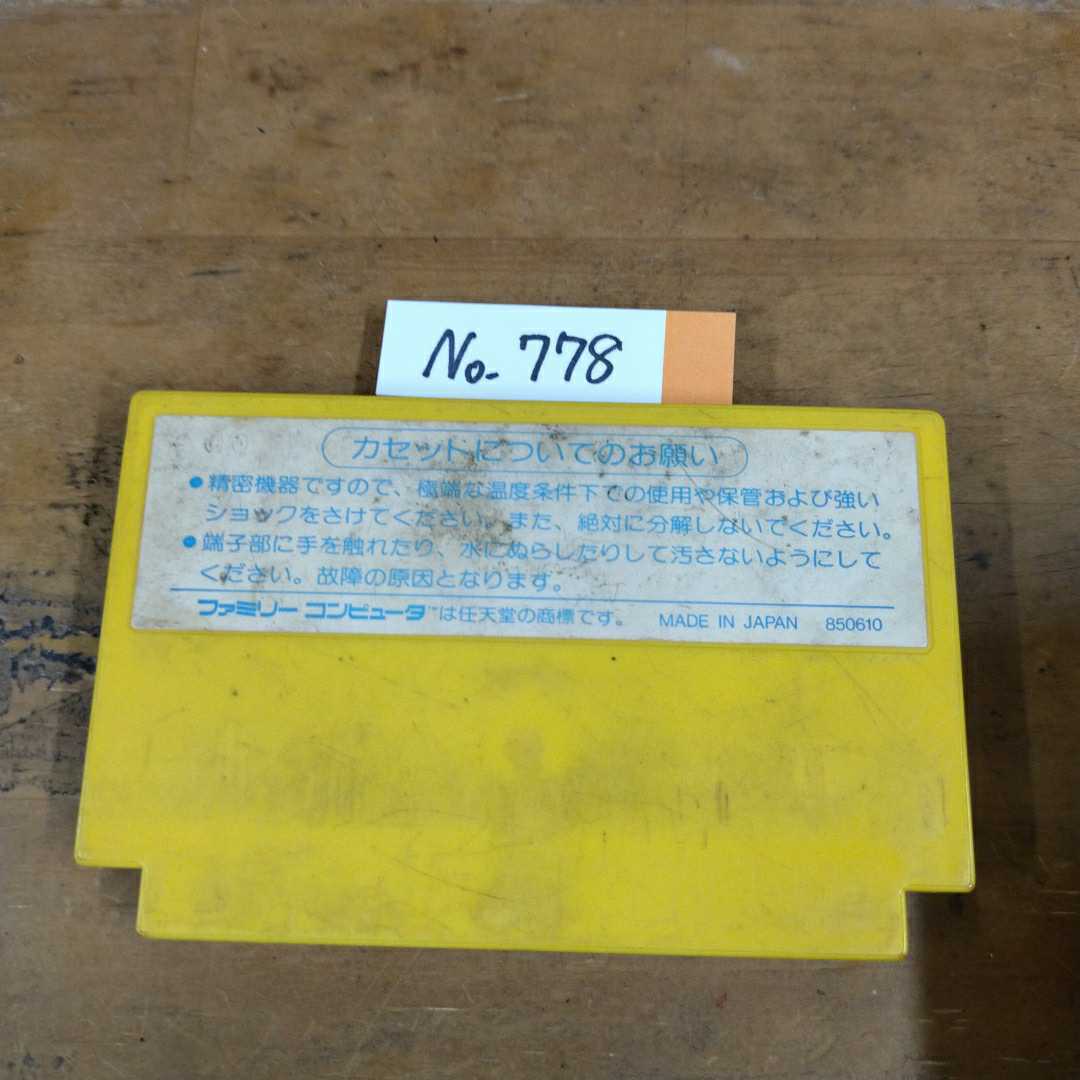 No. 778
カセットについてのお願い
●精密機器ですので、極端な温度条件下での使用や保管および強い
ショックをさけてください。また、絶対に分解しないでください。
●端子部に手を触れたり、水にぬらしたりして汚さないようにして
ください。故障の原因となります。
ファミリーコンピュータ™は任天堂の商標です。 MADE IN JAPAN 850610